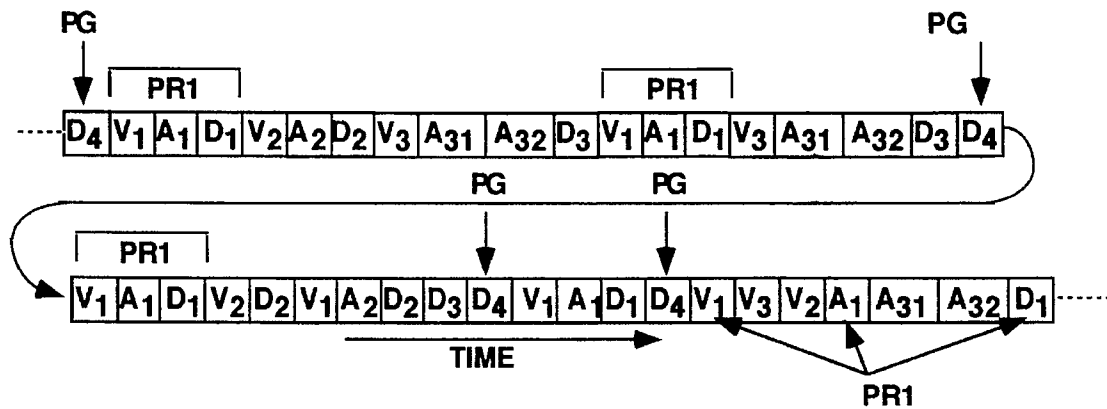 PG PG
PR1 PR1
D4 V1 A1 D1 V2 A2 D2 V3 A31 A32 D3 V1 A1 D1 V3 A31 A32 D3 D4
PG PG
PR1
V1 A1 D1 V2 D2 V1 A2 D2 D3 D4 V1 A1 D1 D4 V1 V3 V2 A1 A31 A32 D1
TIME
PR1